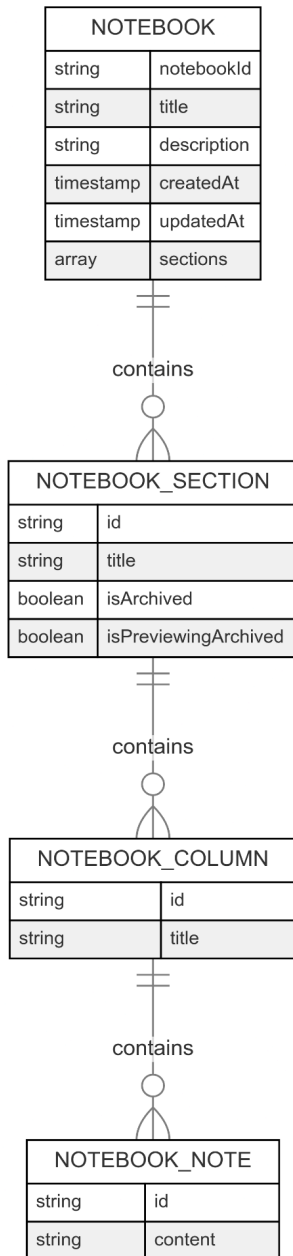 NOTEBOOK
string notebookId
string title
string description
timestamp createdAt
timestamp updatedAt
array sections
contains
NOTEBOOK_SECTION
string id
string title
boolean isArchived
boolean isPreviewingArchived
contains
NOTEBOOK_COLUMN
string id
string title
contains
NOTEBOOK_NOTE
string id
string content